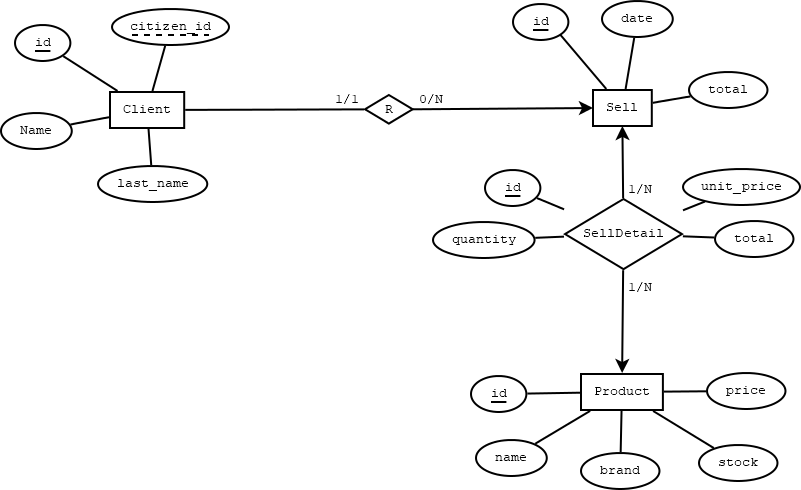 citizen_id
id
date
id
total
1/1
0/N
Client
R
Sell
Name
last_name
1/N
id
unit_price
quantity
SellDetail
total
1/N
id
Product
price
name
brand
stock